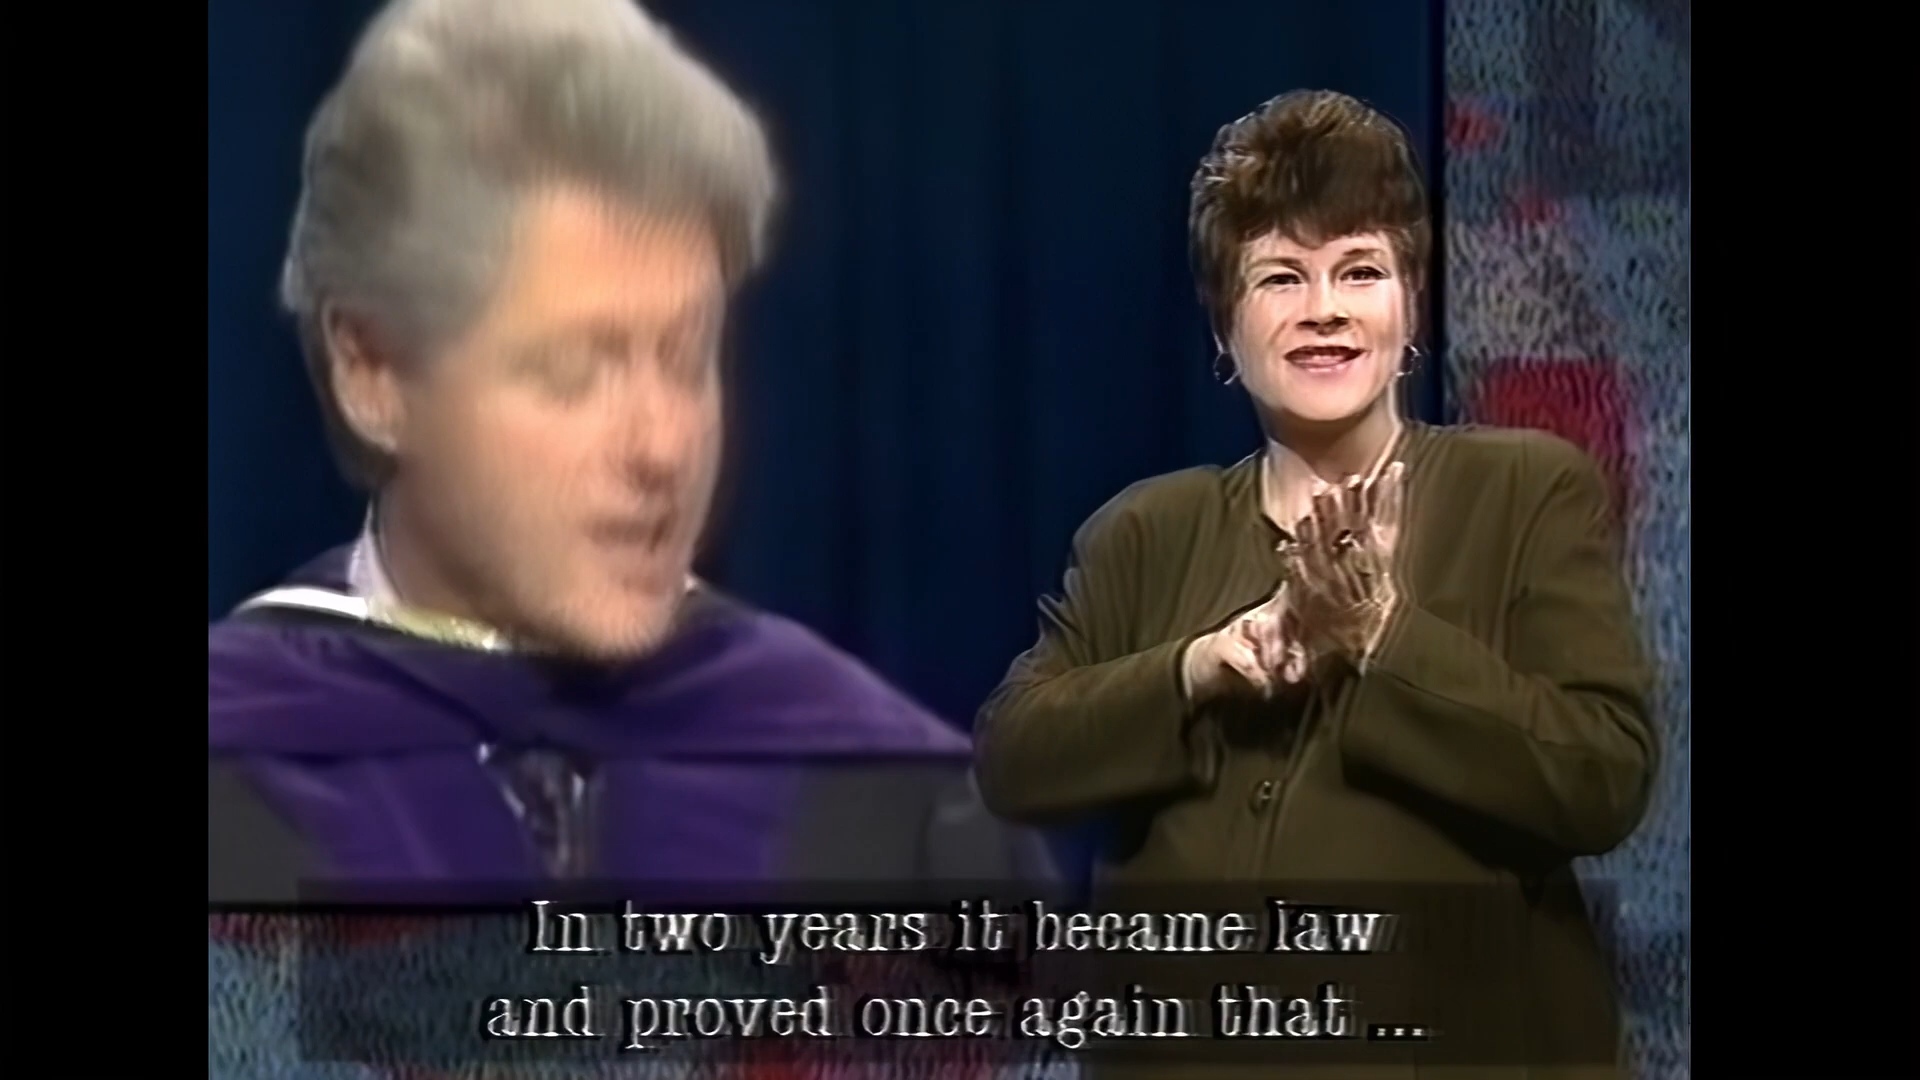 In two years it became law
and proved once again that ...